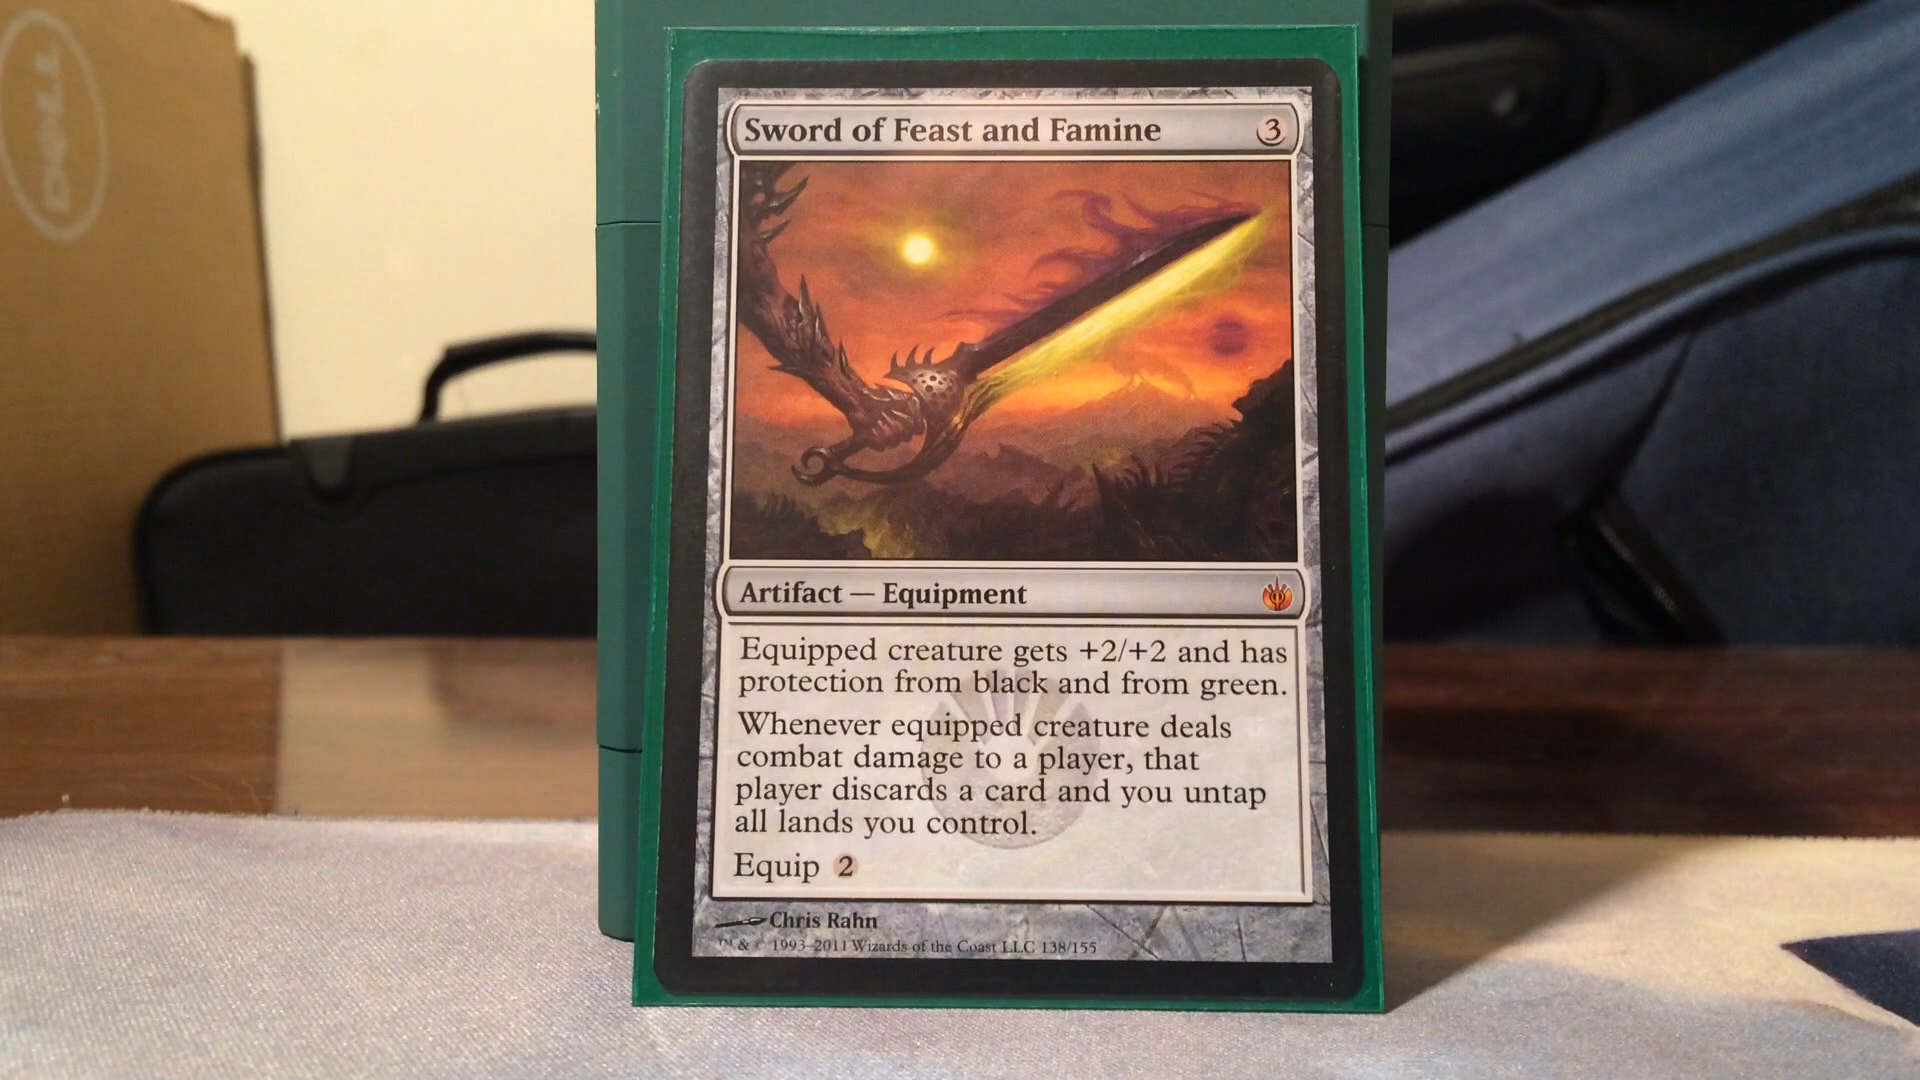 DELL
Sword of Feast and Famine 3
Artifact — Equipment
Equipped creature gets +2/+2 and has
protection from black and from green.
Whenever equipped creature deals
combat damage to a player, that
player discards a card and you untap
all lands you control.
Equip 2
Chris Rahn
™ & © 1993–2011 Wizards of the Coast LLC 138/155